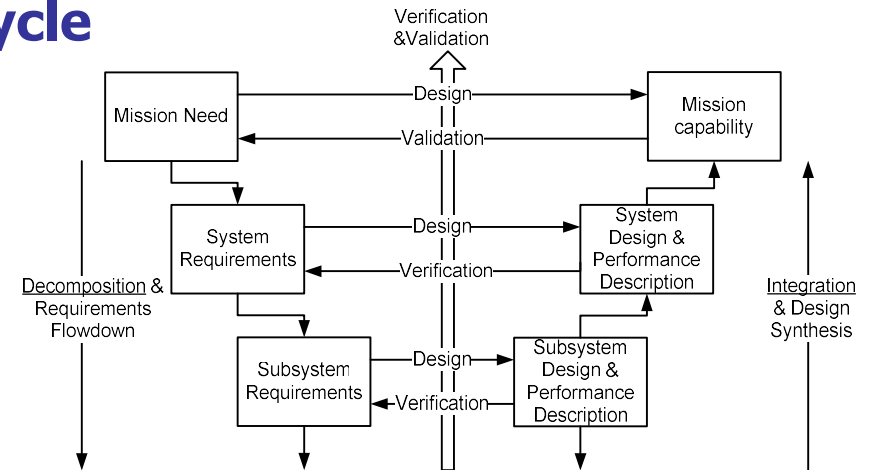 ycle
Verification
&Validation
Mission Need
Design
Validation
Mission
capability
System
Requirements
Design
Verification
System
Design &
Performance
Description
Decomposition &
Requirements
Flowdown
Integration
& Design
Synthesis
Subsystem
Requirements
Design
Verification
Subsystem
Design &
Performance
Description